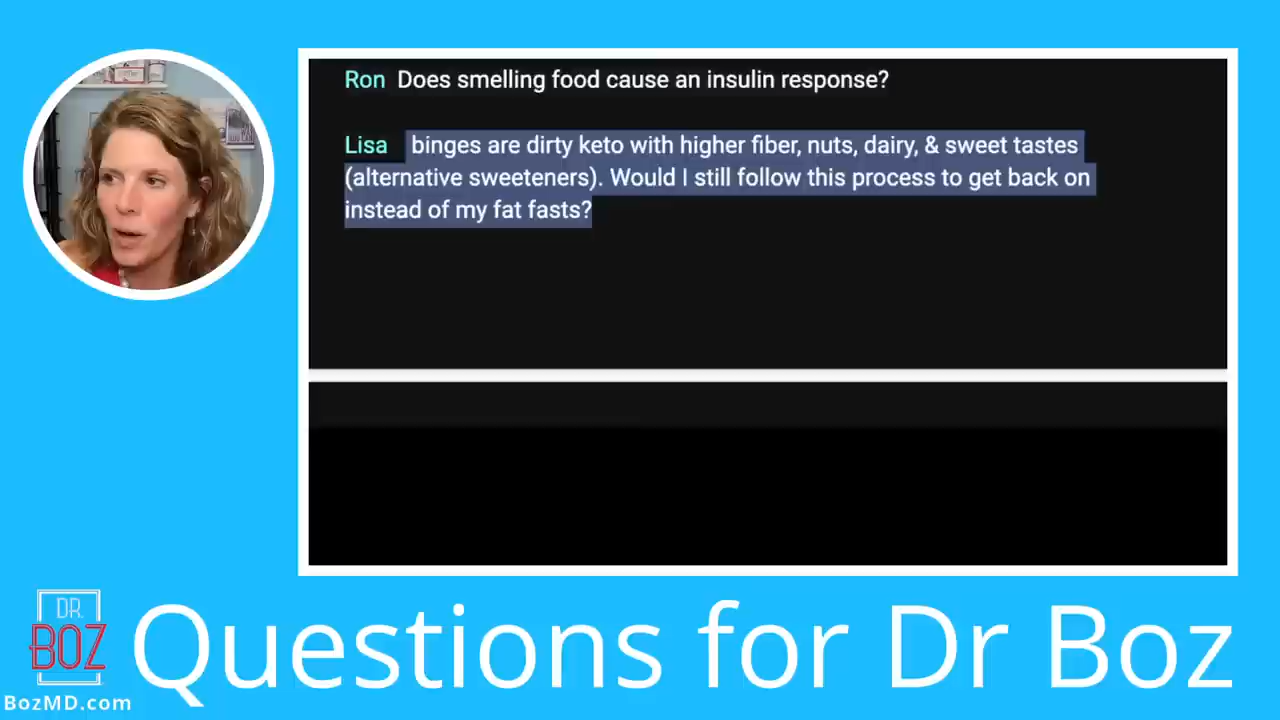 Ron Does smelling food cause an insulin response?
Lisa binges are dirty keto with higher fiber, nuts, dairy, & sweet tastes
(alternative sweeteners). Would I still follow this process to get back on
instead of my fat fasts?
DR.
BOZ
Questions for Dr Boz
BozMD.com